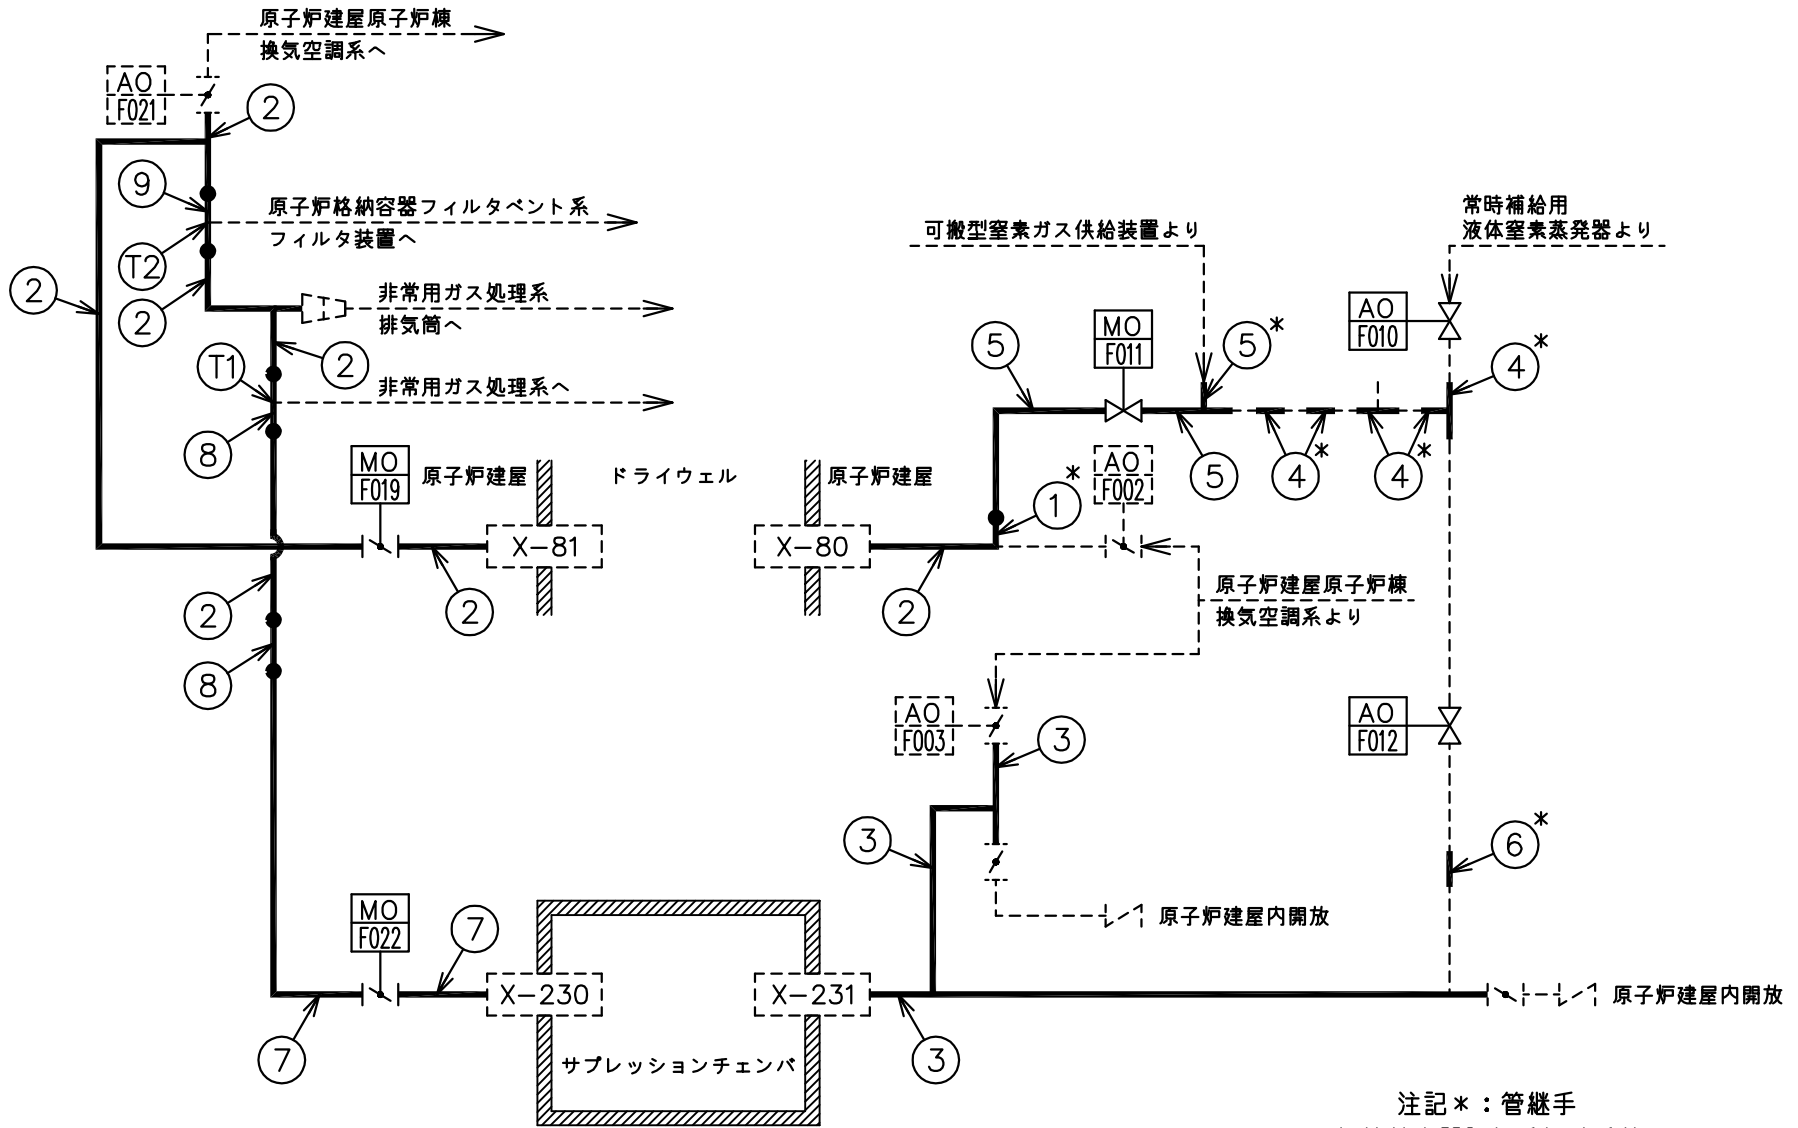 原子炉建屋原子炉棟
換気空調系へ
AO
F021
2
9
原子炉格納容器フィルタベント系
フィルタ装置へ
T2
2
2
非常用ガス処理系
排気筒へ
T1
2
非常用ガス処理系へ
8
MO
F019
原子炉建屋
ドライウェル
原子炉建屋
X-81
X-80
2
2
2
8
可搬型窒素ガス供給装置より
常時補給用
液体窒素蒸発器より
MO
F011
AO
F010
5
5*
4*
AO
F002
5
4*
4*
1*
原子炉建屋原子炉棟
換気空調系より
AO
F003
3
AO
F012
3
6*
原子炉建屋内開放
MO
F022
7
X-230
X-231
原子炉建屋内開放
7
サプレッションチェンバ
3
注記*:管継手